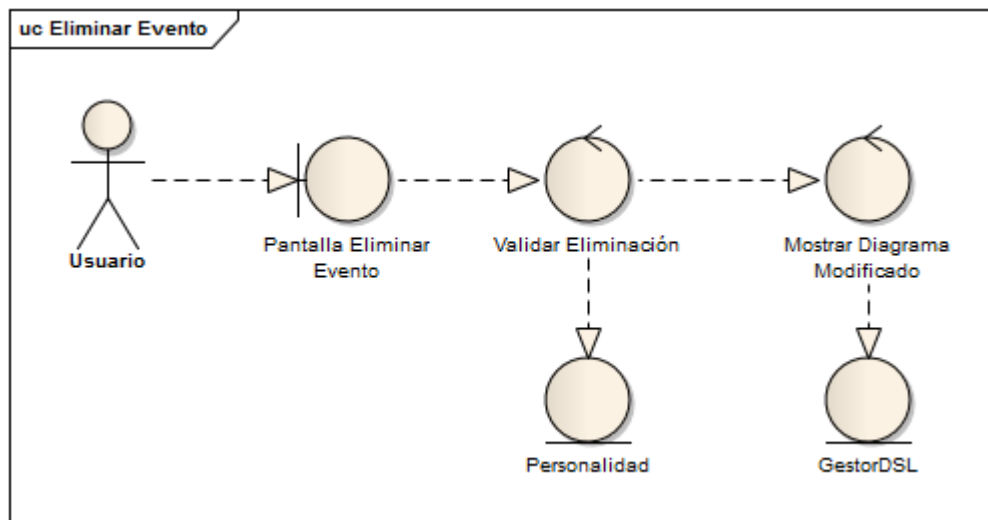 uc Eliminar Evento
Usuario
Pantalla Eliminar
Evento
Validar Eliminación
Mostrar Diagrama
Modificado
Personalidad
GestorDSL